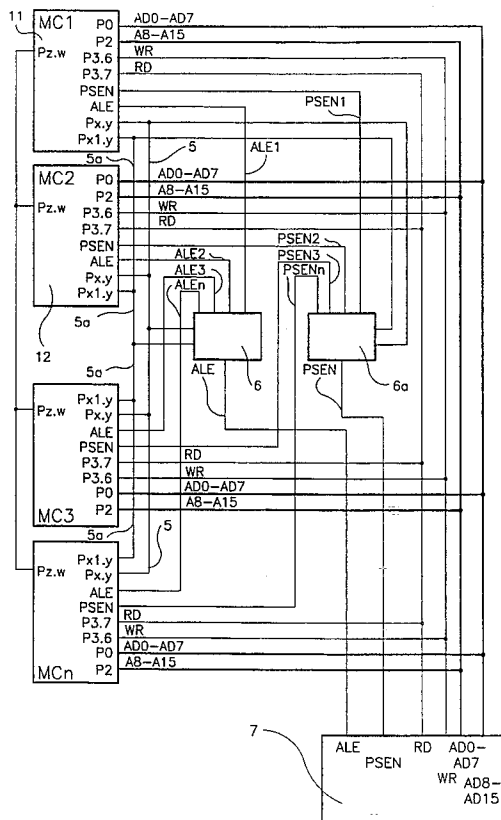 11
MC1
Pz.w
P0
AD0-AD7
P2
A8-A15
P3.6
WR
P3.7
RD
PSEN
ALE
Px.y
Px1.y
PSEN1
ALE1
5a
5
MC2
Pz.w
P0
AD0-AD7
P2
A8-A15
P3.6
WR
P3.7
RD
PSEN
ALE
Px.y
Px1.y
ALE2
ALE3
ALEn
PSEN2
PSEN3
PSENn
5a
12
5a
6
6a
ALE
PSEN
Pz.w
Px1.y
Px.y
ALE
PSEN
P3.7
RD
P3.6
WR
P0
AD0-AD7
P2
A8-A15
MC3
5a
5
Pz.w
Px1.y
Px.y
ALE
PSEN
P3.7
RD
P3.6
WR
P0
AD0-AD7
P2
A8-A15
MCn
7
ALE
PSEN
RD
WR
AD0-
AD7
AD8-
AD15